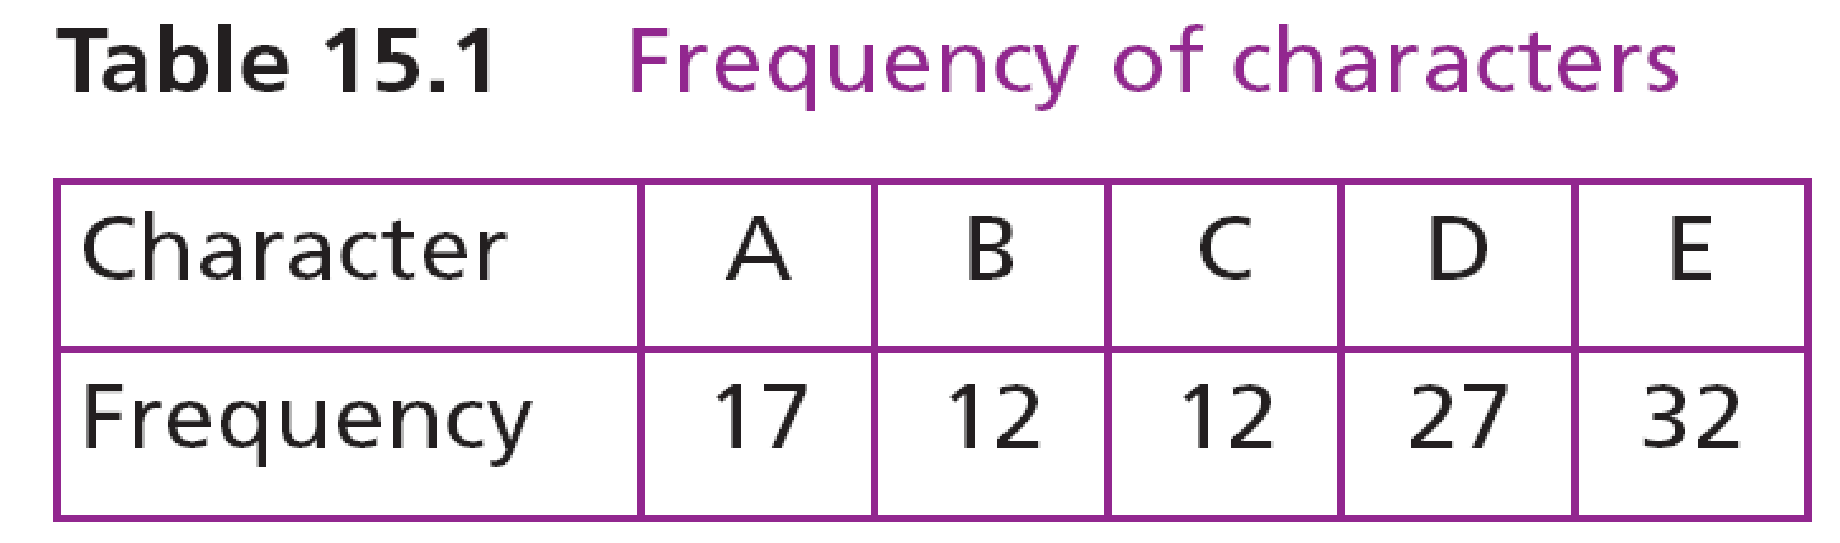 Table 15.1 Frequency of characters
Character A B C D E
Frequency 17 12 12 27 32